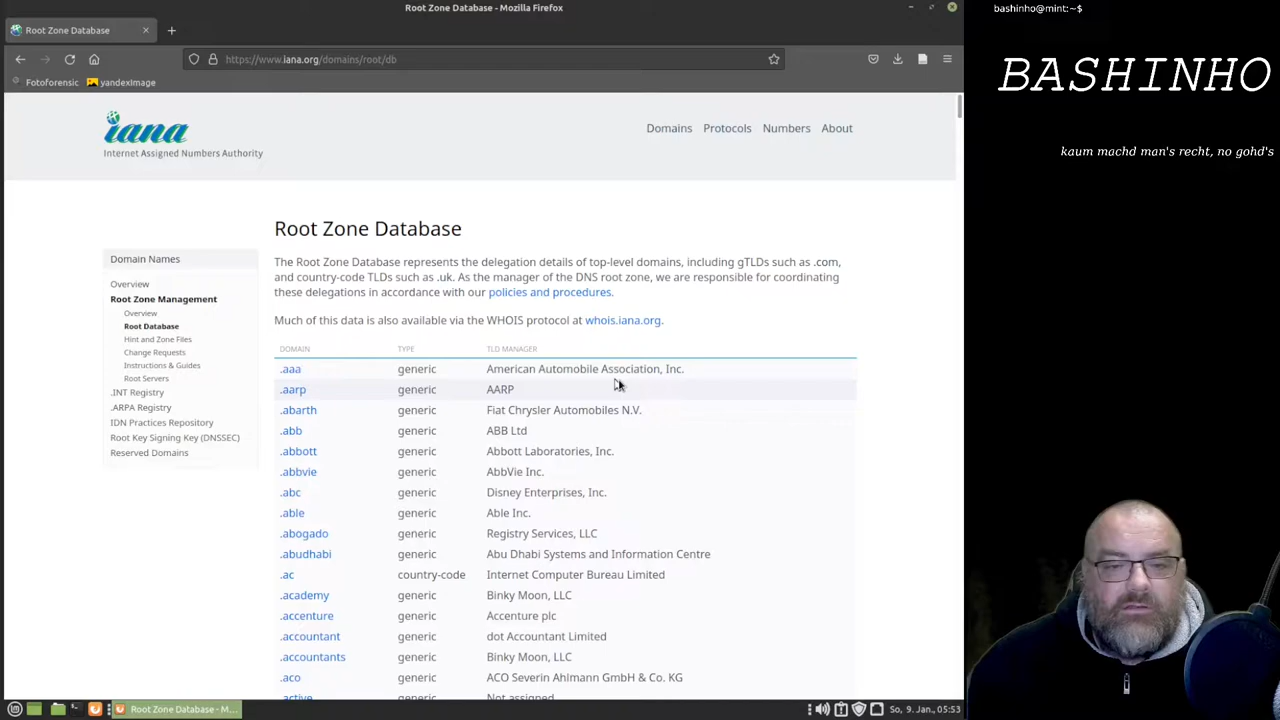 Root Zone Database - Mozilla Firefox
Root Zone Database
https://www.iana.org/domains/root/db
Fotoforensic yandexImage
iana
Internet Assigned Numbers Authority
Domains Protocols Numbers About
Root Zone Database
The Root Zone Database represents the delegation details of top-level domains, including gTLDs such as .com,
and country-code TLDs such as .uk. As the manager of the DNS root zone, we are responsible for coordinating
these delegations in accordance with our policies and procedures.
Much of this data is also available via the WHOIS protocol at whois.iana.org.
Domain Names
Overview
Root Zone Management
Overview
Root Database
Hint and Zone Files
Change Requests
Instructions & Guides
Root Servers
.INT Registry
.ARPA Registry
IDN Practices Repository
Root Key Signing Key (DNSSEC)
Reserved Domains
DOMAIN TYPE TLD MANAGER
.aaa generic American Automobile Association, Inc.
.aarp generic AARP
.abarth generic Fiat Chrysler Automobiles N.V.
.abb generic ABB Ltd
.abbott generic Abbott Laboratories, Inc.
.abbvie generic AbbVie Inc.
.abc generic Disney Enterprises, Inc.
.able generic Able Inc.
.abogado generic Registry Services, LLC
.abudhabi generic Abu Dhabi Systems and Information Centre
.ac country-code Internet Computer Bureau Limited
.academy generic Binky Moon, LLC
.accenture generic Accenture plc
.accountant generic dot Accountant Limited
.accountants generic Binky Moon, LLC
.aco generic ACO Severin Ahlmann GmbH & Co. KG
.active generic Not assigned
Root Zone Database - M...
So, 9. Jan., 05:53
bashinho@mint:~$
BASHINHO
kaum machd man's recht, no gohd's